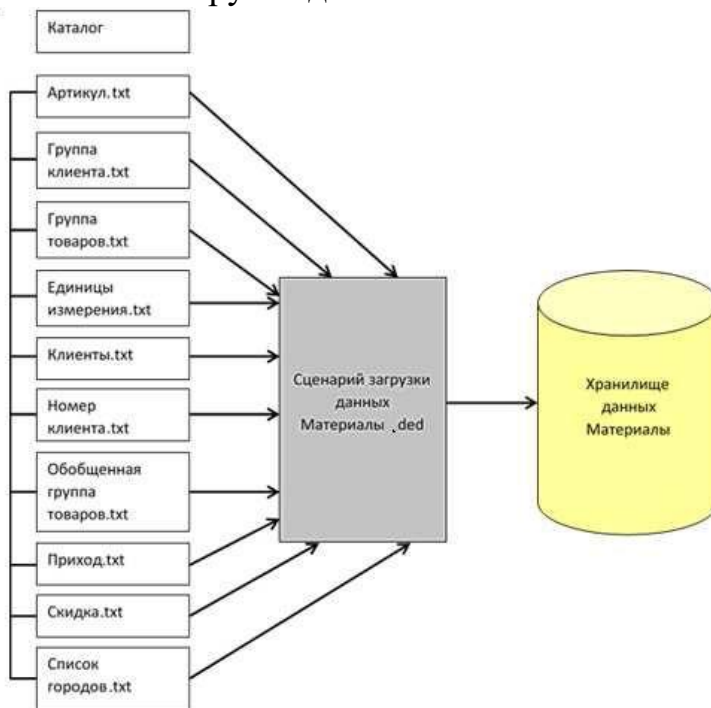 Каталог
Артикул.txt
Группа
клиента.txt
Группа
товаров.txt
Единицы
измерения.txt
Клиенты.txt
Номер
клиента.txt
Обобщенная
группа
товаров.txt
Приход.txt
Скидка.txt
Список
городов.txt
Сценарий загрузки
данных
Материалы .ded
Хранилище
данных
Материалы